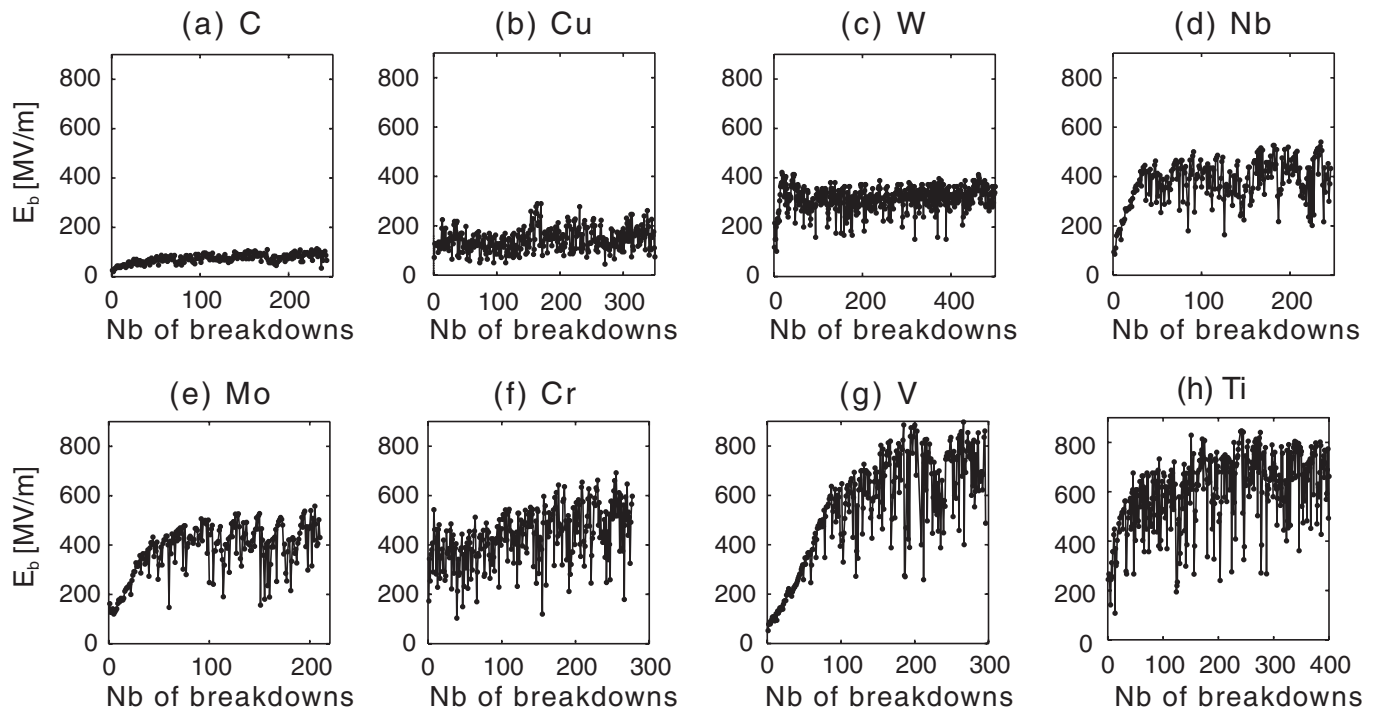 (a) C (b) Cu (c) W (d) Nb
E_b [MV/m]
800 800 800 800
600 600 600 600
400 400 400 400
200 200 200 200
0 0 0 0
0 100 200 0 100 200 300 0 200 400 0 100 200
Nb of breakdowns Nb of breakdowns Nb of breakdowns Nb of breakdowns
(e) Mo (f) Cr (g) V (h) Ti
E_b [MV/m]
800 800 800 800
600 600 600 600
400 400 400 400
200 200 200 200
0 0 0 0
0 100 200 0 100 200 300 0 100 200 300 0 100 200 300 400
Nb of breakdowns Nb of breakdowns Nb of breakdowns Nb of breakdowns